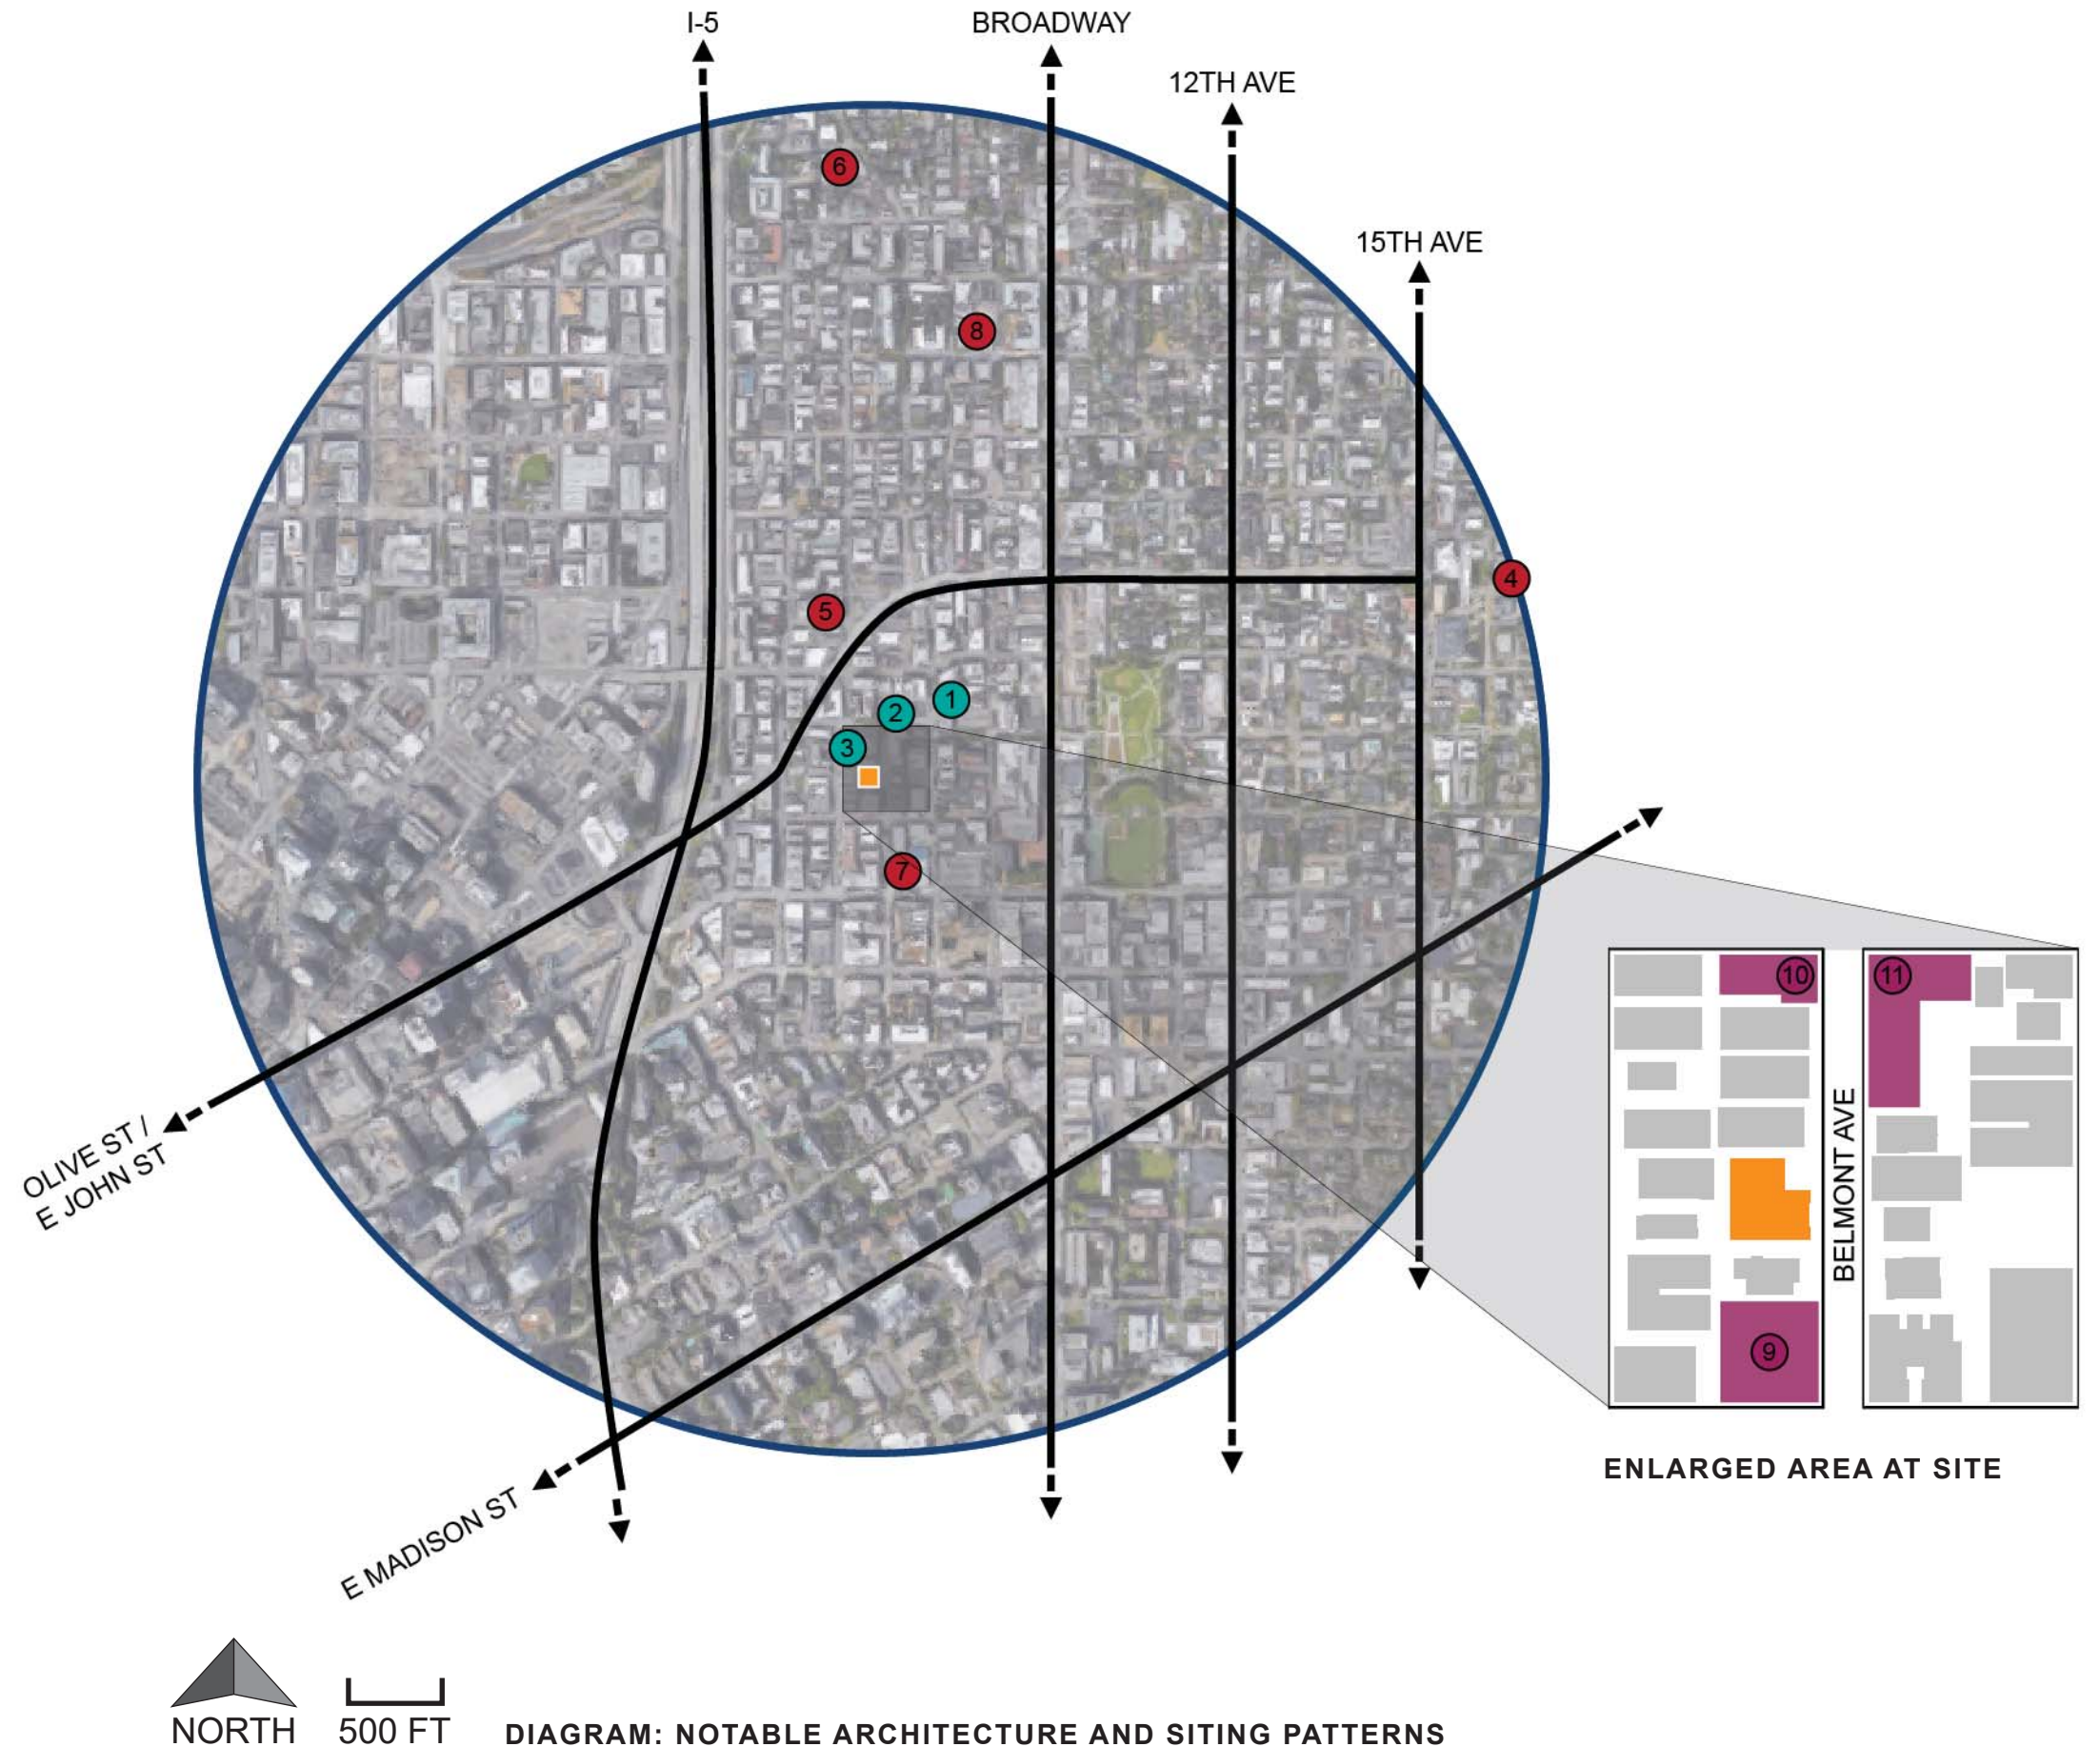 I-5
BROADWAY
12TH AVE
15TH AVE
6
8
4
5
1
2
3
7
10
11
BELMONT AVE
9
OLIVE ST /
E JOHN ST
ENLARGED AREA AT SITE
E MADISON ST
NORTH
500 FT
DIAGRAM: NOTABLE ARCHITECTURE AND SITING PATTERNS